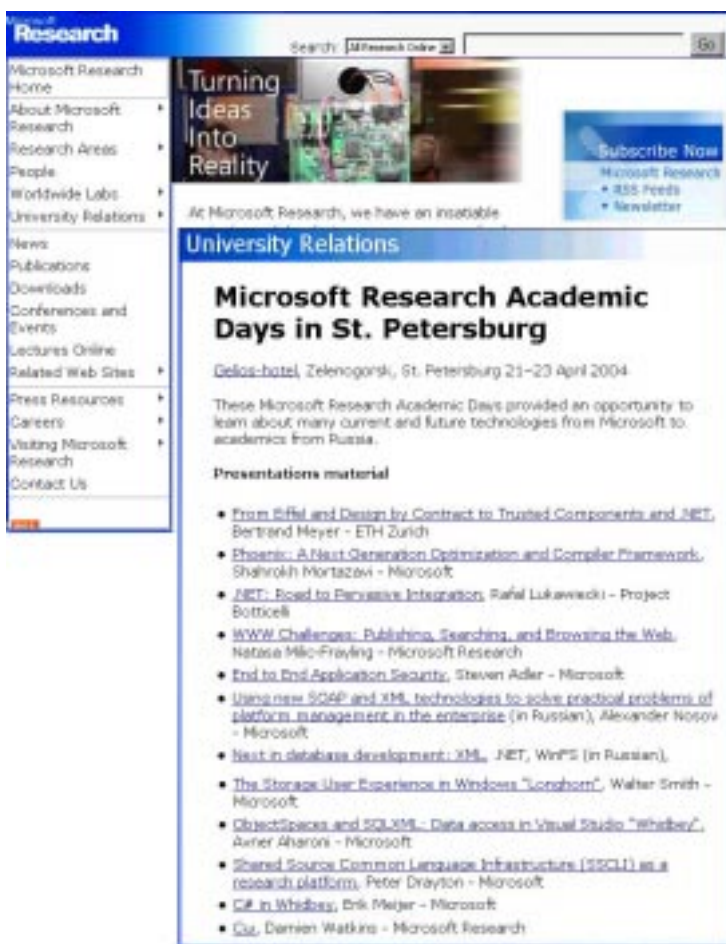 Microsoft
Research
Search: All Research Online Go
Microsoft Research
Home
About Microsoft
Research
Research Areas
People
Worldwide Labs
University Relations
News
Publications
Downloads
Conferences and
Events
Lectures Online
Related Web Sites
Press Resources
Careers
Visiting Microsoft
Research
Contact Us
Turning
Ideas
Into
Reality
Subscribe Now
Microsoft Research
• RSS Feeds
• Newsletter
At Microsoft Research, we have an insatiable
University Relations
Microsoft Research Academic
Days in St. Petersburg
Gelios-hotel, Zelenogorsk, St. Petersburg 21–23 April 2004
These Microsoft Research Academic Days provided an opportunity to
learn about many current and future technologies from Microsoft to
academics from Russia.
Presentations material
• From Eiffel and Design by Contract to Trusted Components and .NET,
Bertrand Meyer - ETH Zurich
• Phoenix: A Next Generation Optimization and Compiler Framework,
Shahrokh Mortazavi - Microsoft
• .NET: Road to Pervasive Integration, Rafal Lukawiecki - Project
Botticelli
• WWW Challenges: Publishing, Searching, and Browsing the Web,
Natasa Milic-Frayling - Microsoft Research
• End to End Application Security, Steven Adler - Microsoft
• Using new SOAP and XML technologies to solve practical problems of
platform management in the enterprise (in Russian), Alexander Nosov
- Microsoft
• Next in database development: XML, .NET, WinFS (in Russian),
• The Storage User Experience in Windows "Longhorn", Walter Smith -
Microsoft
• ObjectSpaces and SQLXML: Data access in Visual Studio "Whidbey",
Avner Aharoni - Microsoft
• Shared Source Common Language Infrastructure (SSCLI) as a
research platform, Peter Drayton - Microsoft
• C# in Whidbey, Erik Meijer - Microsoft
• Damien Watkins - Microsoft Research